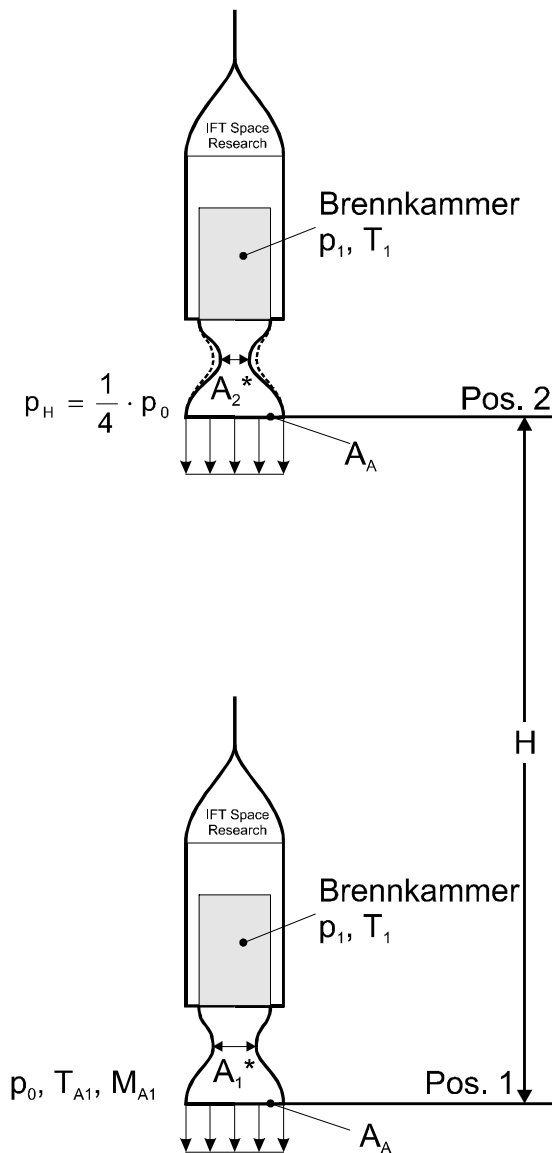 IFT Space
Research
Brennkammer
p₁, T₁
A₂*
p_H = 1/4 · p₀
Pos. 2
A_A
H
IFT Space
Research
Brennkammer
p₁, T₁
A₁*
p₀, T_A1, M_A1
Pos. 1
A_A